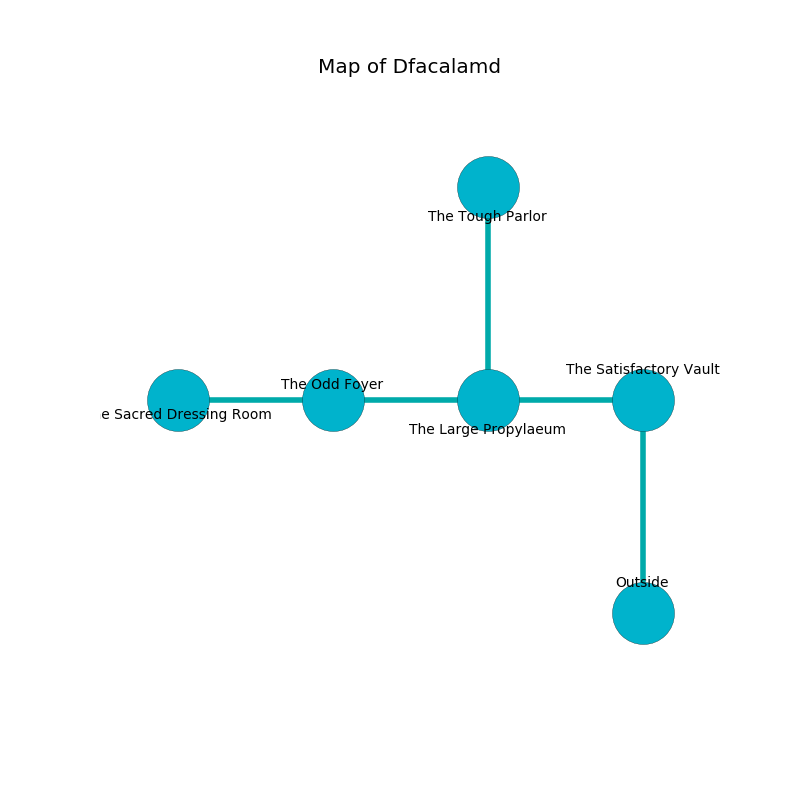 Map of Dfacalamd
The Tough Parlor
The Satisfactory Vault
The Odd Foyer
e Sacred Dressing Room
The Large Propylaeum
Outside